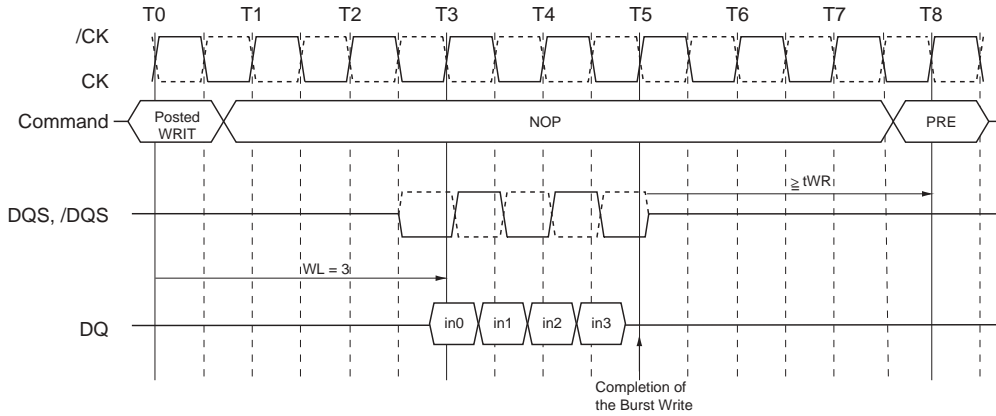 T0 T1 T2 T3 T4 T5 T6 T7 T8
/CK
CK
Command
Posted
WRIT
NOP
PRE
≧ tWR
DQS, /DQS
WL = 3
DQ
in0 in1 in2 in3
Completion of
the Burst Write